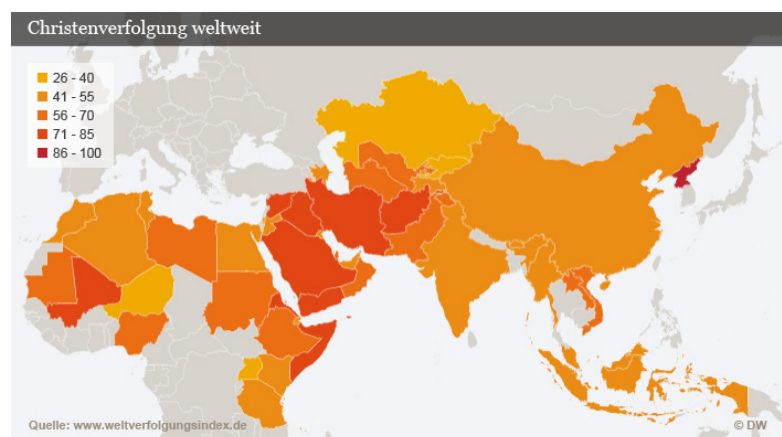 Christenverfolgung weltweit
26 - 40
41 - 55
56 - 70
71 - 85
86 - 100
Quelle: www.weltverfolgungsindex.de
© DW